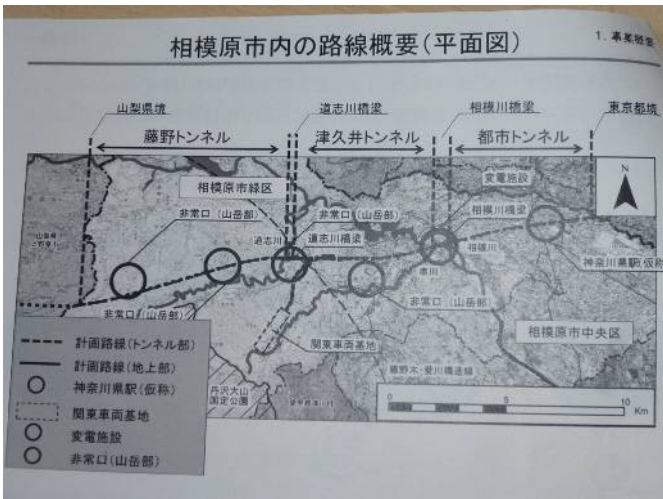 相模原市内の路線概要(平面図)
1. 事業概要
山梨県境
道志川橋梁
相模川橋梁
東京都境
藤野トンネル
津久井トンネル
都市トンネル
相模原市緑区
変電施設
N
非常口(山岳部)
非常口(山岳部)
相模川橋梁
道志川
道志川橋梁
相模川
串川
神奈川県駅(仮称)
非常口(山岳部)
非常口(山岳部)
関東車両基地
相模原市中央区
藤野木・愛川構造線
丹沢大山
国定公園
計画路線(トンネル部)
計画路線(地上部)
神奈川県駅(仮称)
関東車両基地
変電施設
非常口(山岳部)
0
5
10
Km